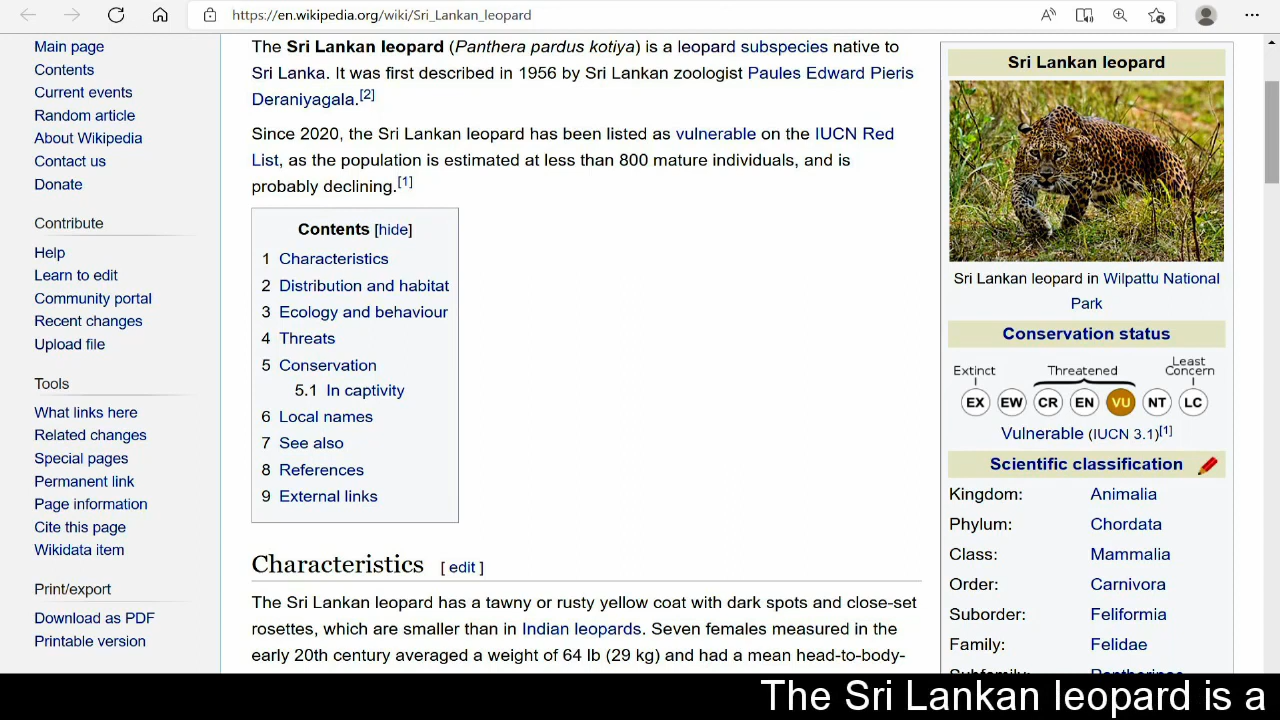 https://en.wikipedia.org/wiki/Sri_Lankan_leopard
Main page
Contents
Current events
Random article
About Wikipedia
Contact us
Donate
Contribute
Help
Learn to edit
Community portal
Recent changes
Upload file
Tools
What links here
Related changes
Special pages
Permanent link
Page information
Cite this page
Wikidata item
Print/export
Download as PDF
Printable version
The Sri Lankan leopard (Panthera pardus kotiya) is a leopard subspecies native to
Sri Lanka. It was first described in 1956 by Sri Lankan zoologist Paules Edward Pieris
Deraniyagala.[2]
Since 2020, the Sri Lankan leopard has been listed as vulnerable on the IUCN Red
List, as the population is estimated at less than 800 mature individuals, and is
probably declining.[1]
Contents [hide]
1 Characteristics
2 Distribution and habitat
3 Ecology and behaviour
4 Threats
5 Conservation
5.1 In captivity
6 Local names
7 See also
8 References
9 External links
Characteristics [ edit ]
The Sri Lankan leopard has a tawny or rusty yellow coat with dark spots and close-set
rosettes, which are smaller than in Indian leopards. Seven females measured in the
early 20th century averaged a weight of 64 lb (29 kg) and had a mean head-to-body-
Sri Lankan leopard
Sri Lankan leopard in Wilpattu National
Park
Conservation status
Extinct Threatened Least
Concern
EX EW CR EN VU NT LC
Vulnerable (IUCN 3.1)[1]
Scientific classification
Kingdom: Animalia
Phylum: Chordata
Class: Mammalia
Order: Carnivora
Suborder: Feliformia
Family: Felidae
Subfamily: Pantherinae
The Sri Lankan leopard is a